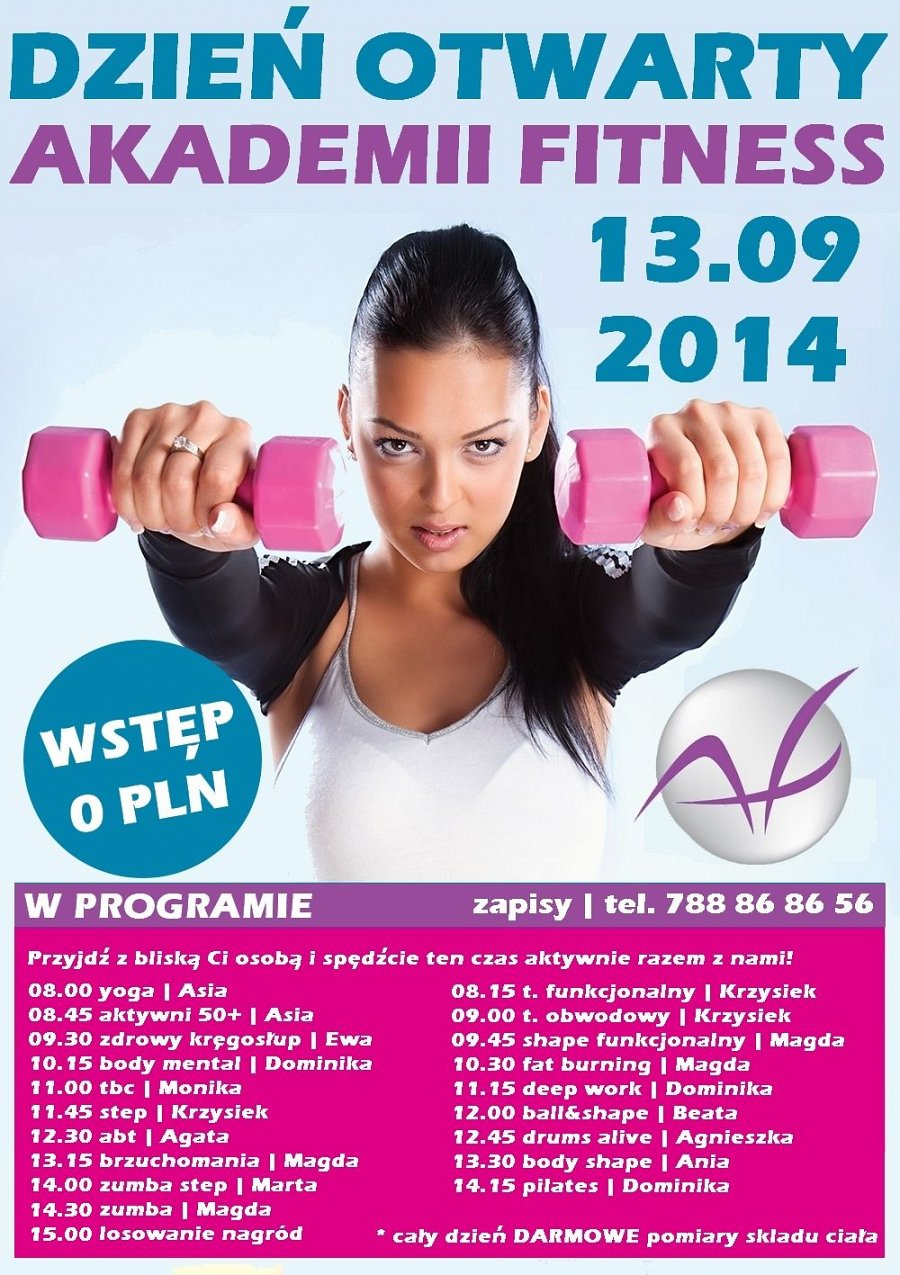 DZIEŃ OTWARTY
AKADEMII FITNESS
13.09
2014
WSTĘP
0 PLN
W PROGRAMIE
zapisy | tel. 788 86 86 56
Przyjdź z bliską Ci osobą i spędźcie ten czas aktywnie razem z nami!
08.00 yoga | Asia
08.45 aktywni 50+ | Asia
09.30 zdrowy kręgosłup | Ewa
10.15 body mental | Dominika
11.00 tbc | Monika
11.45 step | Krzysiek
12.30 abt | Agata
13.15 brzuchomania | Magda
14.00 zumba step | Marta
14.30 zumba | Magda
15.00 losowanie nagród
08.15 t. funkcjonalny | Krzysiek
09.00 t. obwodowy | Krzysiek
09.45 shape funkcjonalny | Magda
10.30 fat burning | Magda
11.15 deep work | Dominika
12.00 ball&shape | Beata
12.45 drums alive | Agnieszka
13.30 body shape | Ania
14.15 pilates | Dominika
* cały dzień DARMOWE pomiary skladu ciała